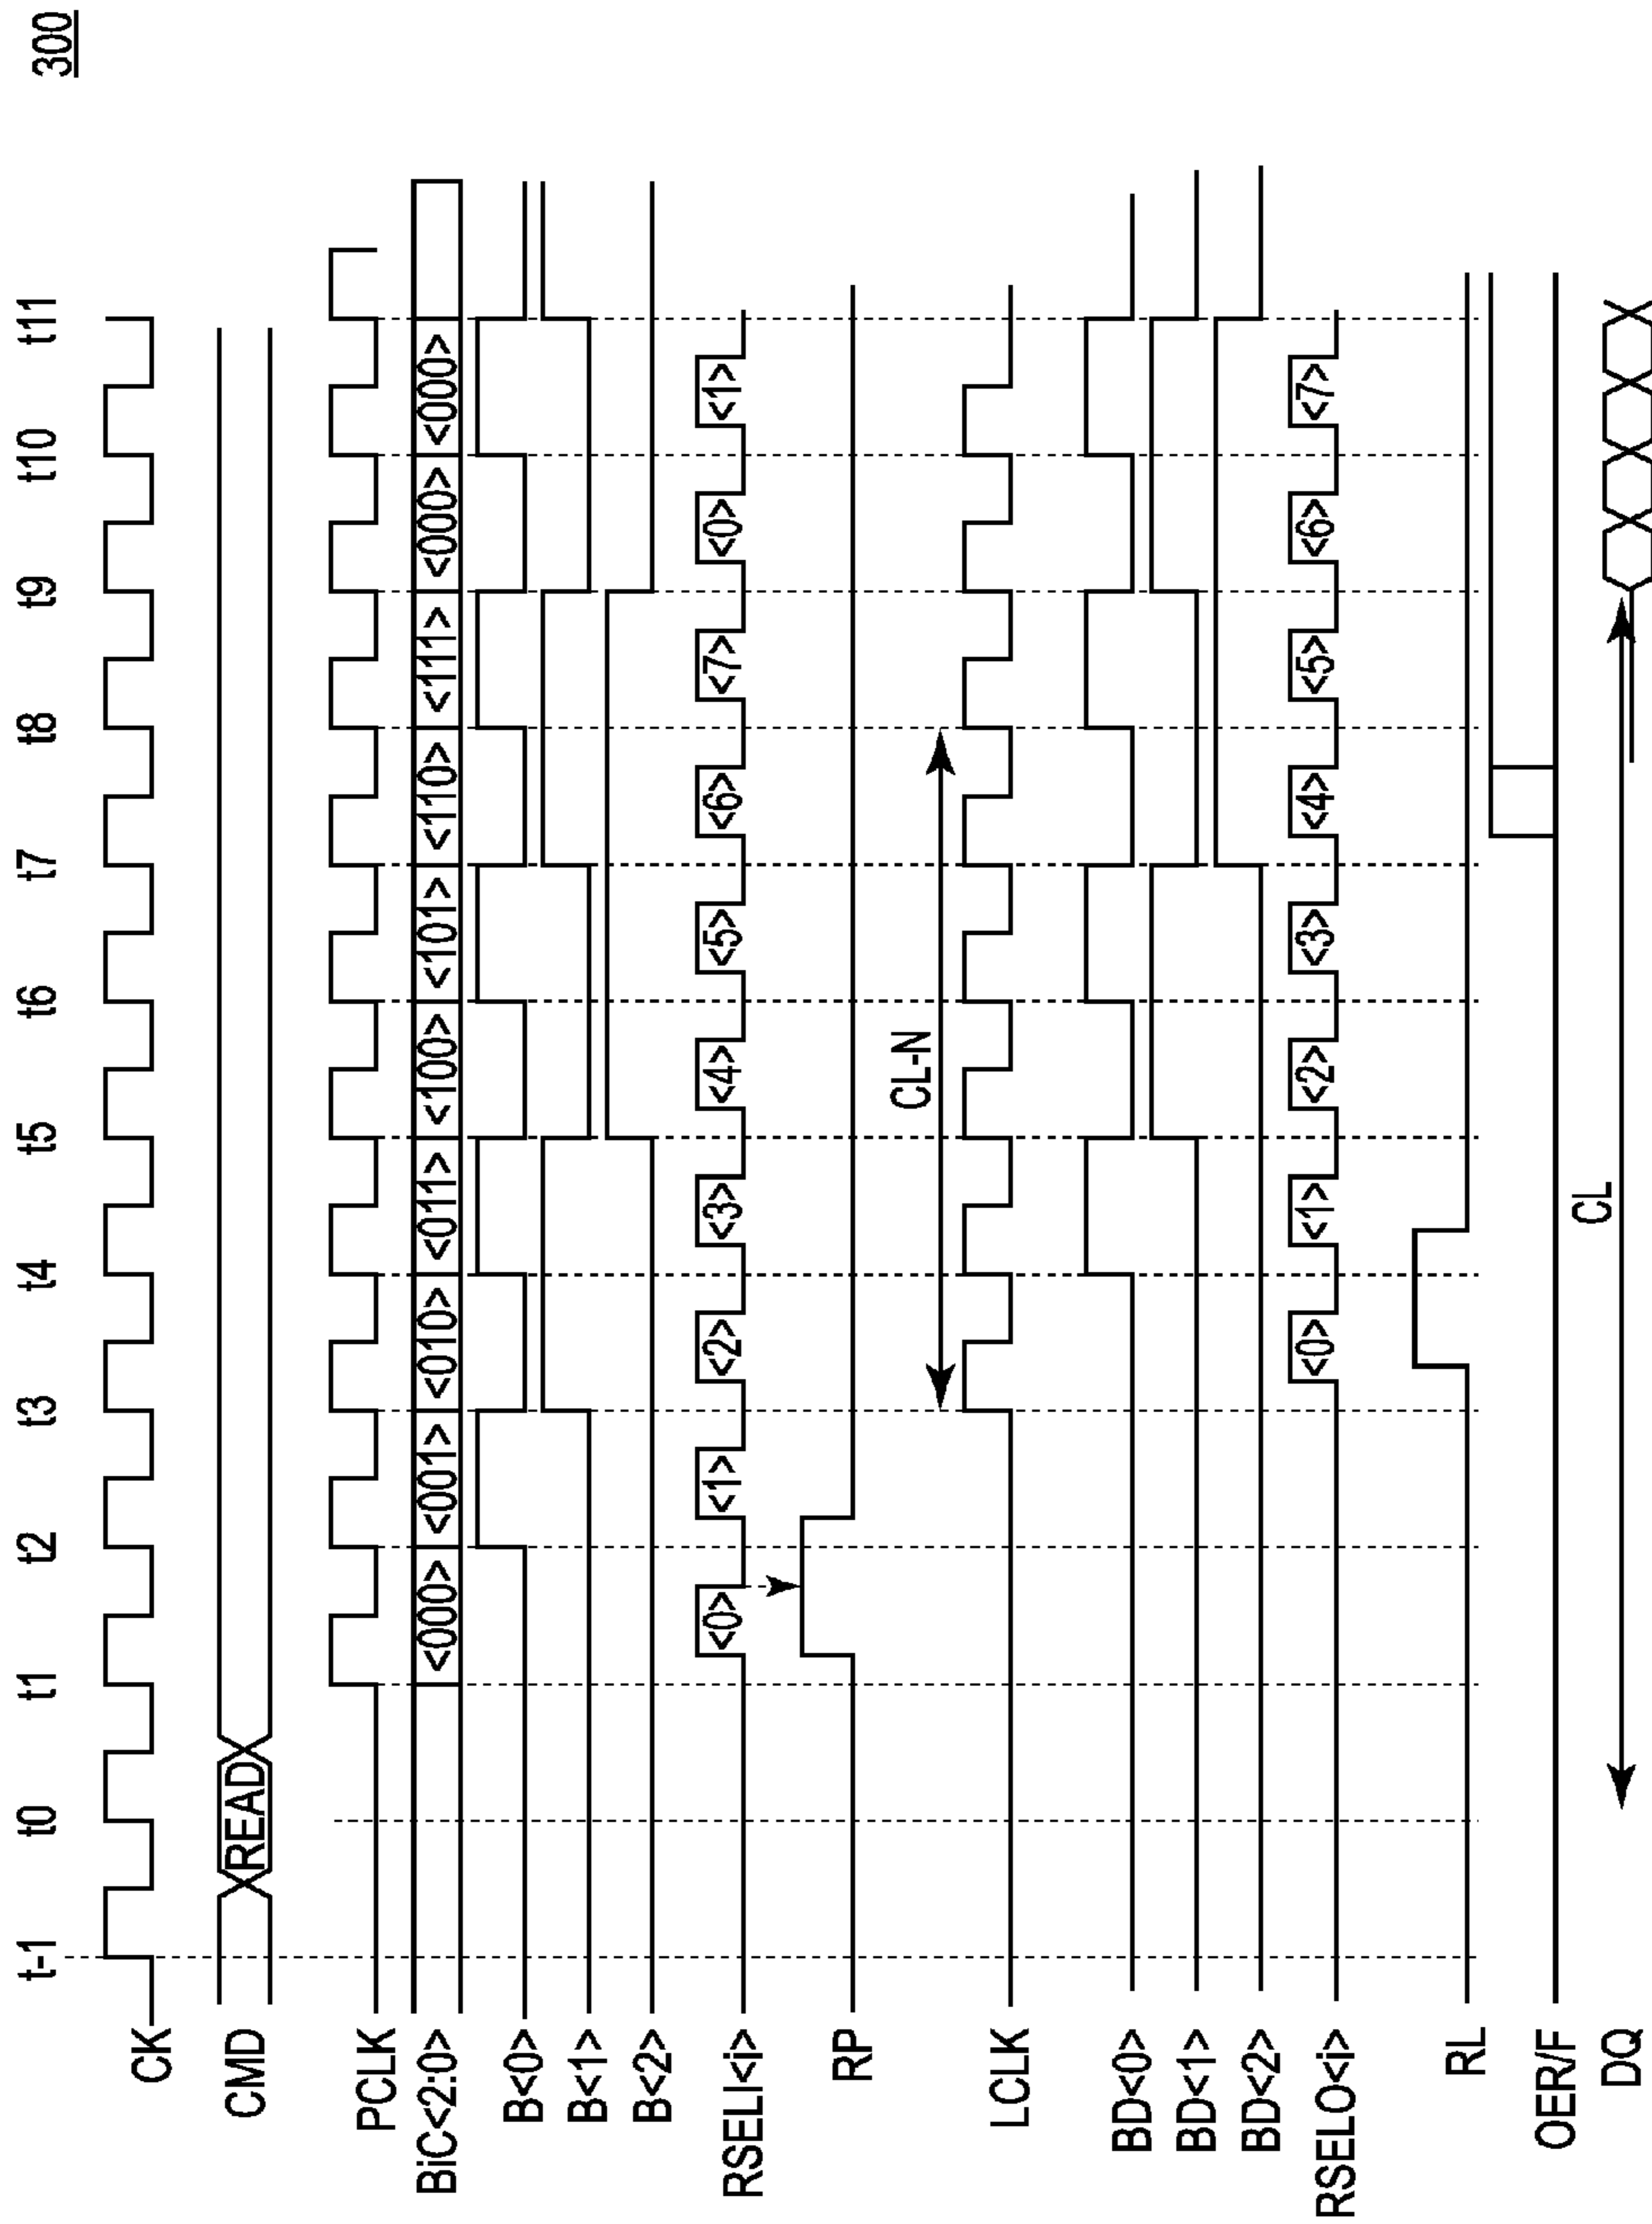 300
t-1 t0 t1 t2 t3 t4 t5 t6 t7 t8 t9 t10 t11
CK
CMD XREADX
PCLK
BiC<2:0> <000> <001> <010> <011> <100> <101> <110> <111> <000> <000>
B<0>
B<1>
B<2>
RSELI<i> <0> <1> <2> <3> <4> <5> <6> <7> <0> <1>
RP
CL-N
LCLK
BD<0>
BD<1>
BD<2>
RSELO<i> <0> <1> <2> <3> <4> <5> <6> <7>
RL
OER/F
CL
DQ